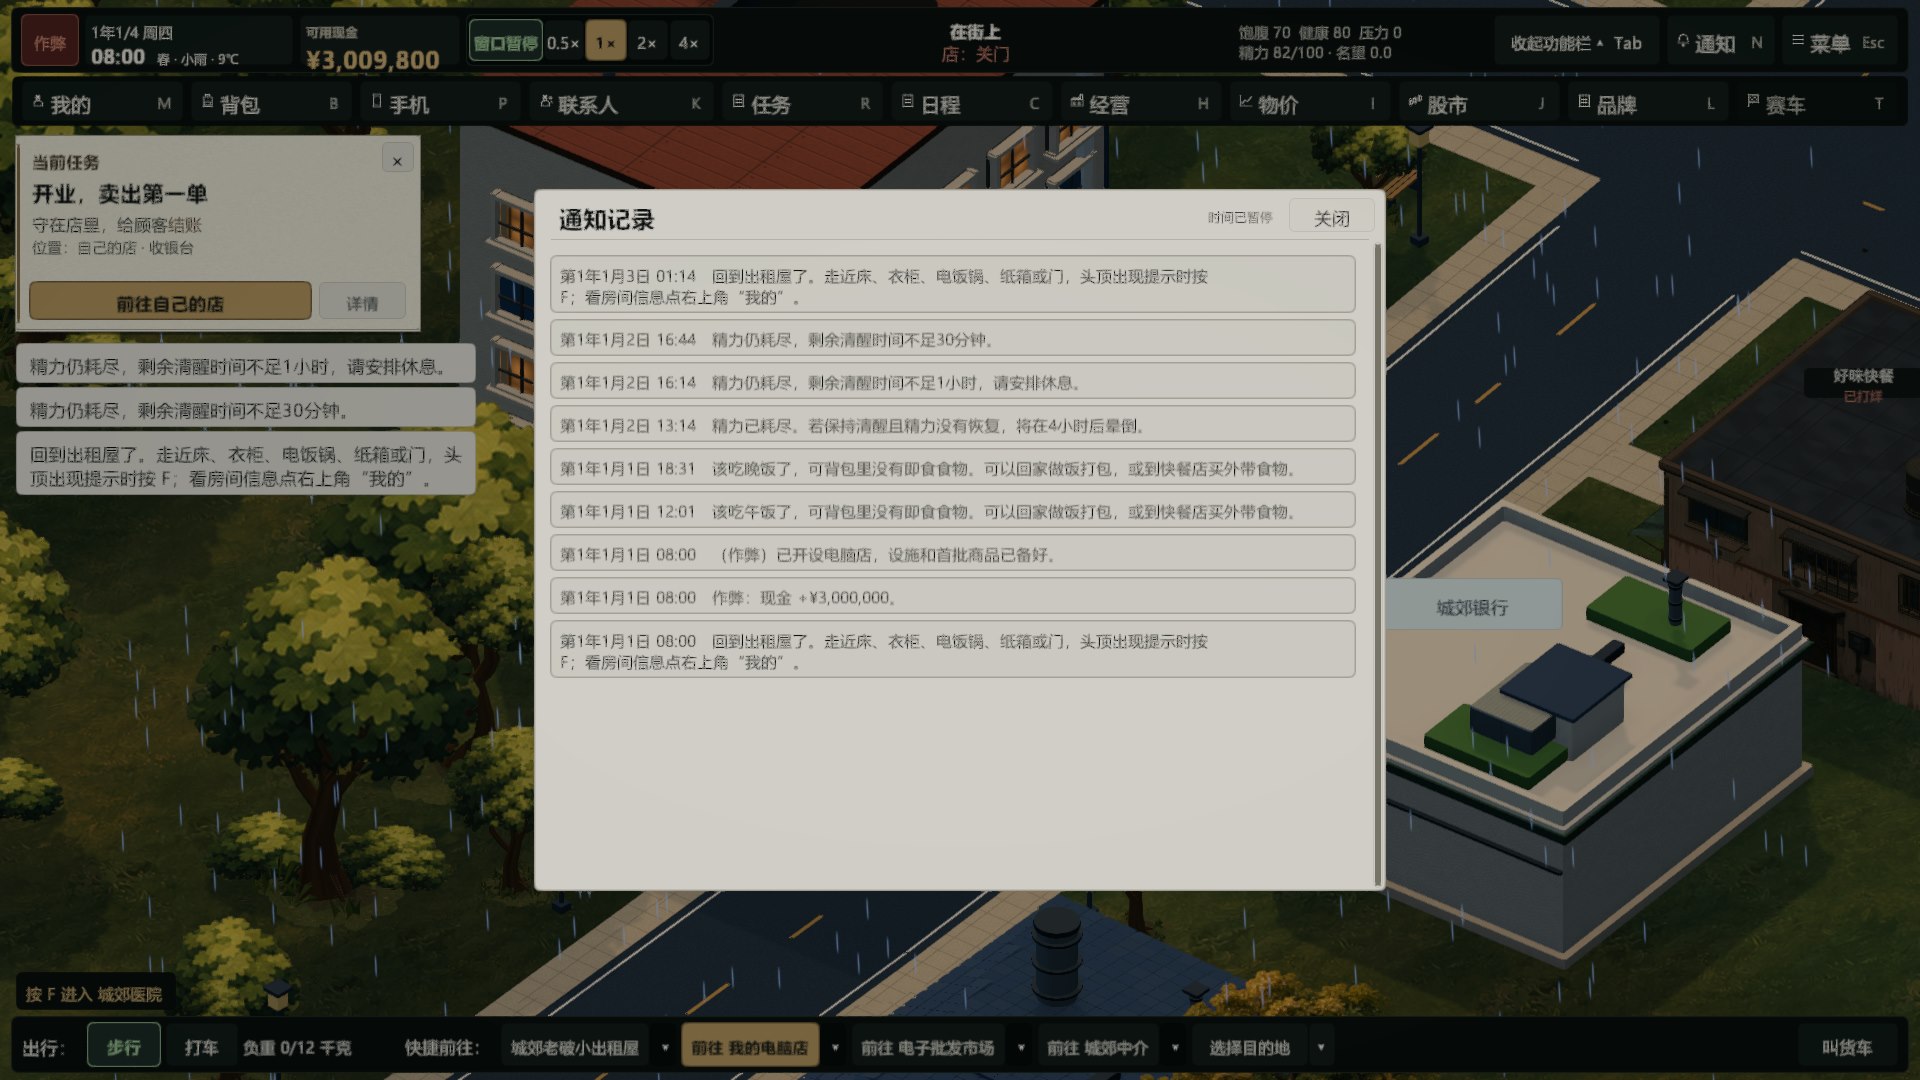 作弊
1年1/4 周四
08:00 春 · 小雨 · 9℃
可用现金
¥3,009,800
窗口暂停 0.5× 1× 2× 4×
在街上
店：关门
饱腹 70 健康 80 压力 0
精力 82/100 · 名望 0.0
收起功能栏 ▴ Tab
通知 N
菜单 Esc
我的 M
背包 B
手机 P
联系人 K
任务 R
日程 C
经营 H
物价 I
股市 J
品牌 L
赛车 T
当前任务
×
开业，卖出第一单
守在店里，给顾客结账
位置：自己的店 · 收银台
前往自己的店
详情
精力仍耗尽，剩余清醒时间不足1小时，请安排休息。
精力仍耗尽，剩余清醒时间不足30分钟。
回到出租屋了。走近床、衣柜、电饭锅、纸箱或门，头
顶出现提示时按 F；看房间信息点右上角“我的”。
通知记录
时间已暂停
关闭
第1年1月3日 01:14 回到出租屋了。走近床、衣柜、电饭锅、纸箱或门，头顶出现提示时按
F；看房间信息点右上角“我的”。
第1年1月2日 16:44 精力仍耗尽，剩余清醒时间不足30分钟。
第1年1月2日 16:14 精力仍耗尽，剩余清醒时间不足1小时，请安排休息。
第1年1月2日 13:14 精力已耗尽。若保持清醒且精力没有恢复，将在4小时后晕倒。
第1年1月1日 18:31 该吃晚饭了，可背包里没有即食食物。可以回家做饭打包，或到快餐店买外带食物。
第1年1月1日 12:01 该吃午饭了，可背包里没有即食食物。可以回家做饭打包，或到快餐店买外带食物。
第1年1月1日 08:00 （作弊）已开设电脑店，设施和首批商品已备好。
第1年1月1日 08:00 作弊：现金 +¥3,000,000。
第1年1月1日 08:00 回到出租屋了。走近床、衣柜、电饭锅、纸箱或门，头顶出现提示时按
F；看房间信息点右上角“我的”。
好味快餐
已打烊
城郊银行
按 F 进入 城郊医院
出行：
步行
打车
负重 0/12 千克
快捷前往：
城郊老破小出租屋 ▾
前往 我的电脑店 ▾
前往 电子批发市场 ▾
前往 城郊中介 ▾
选择目的地 ▾
叫货车